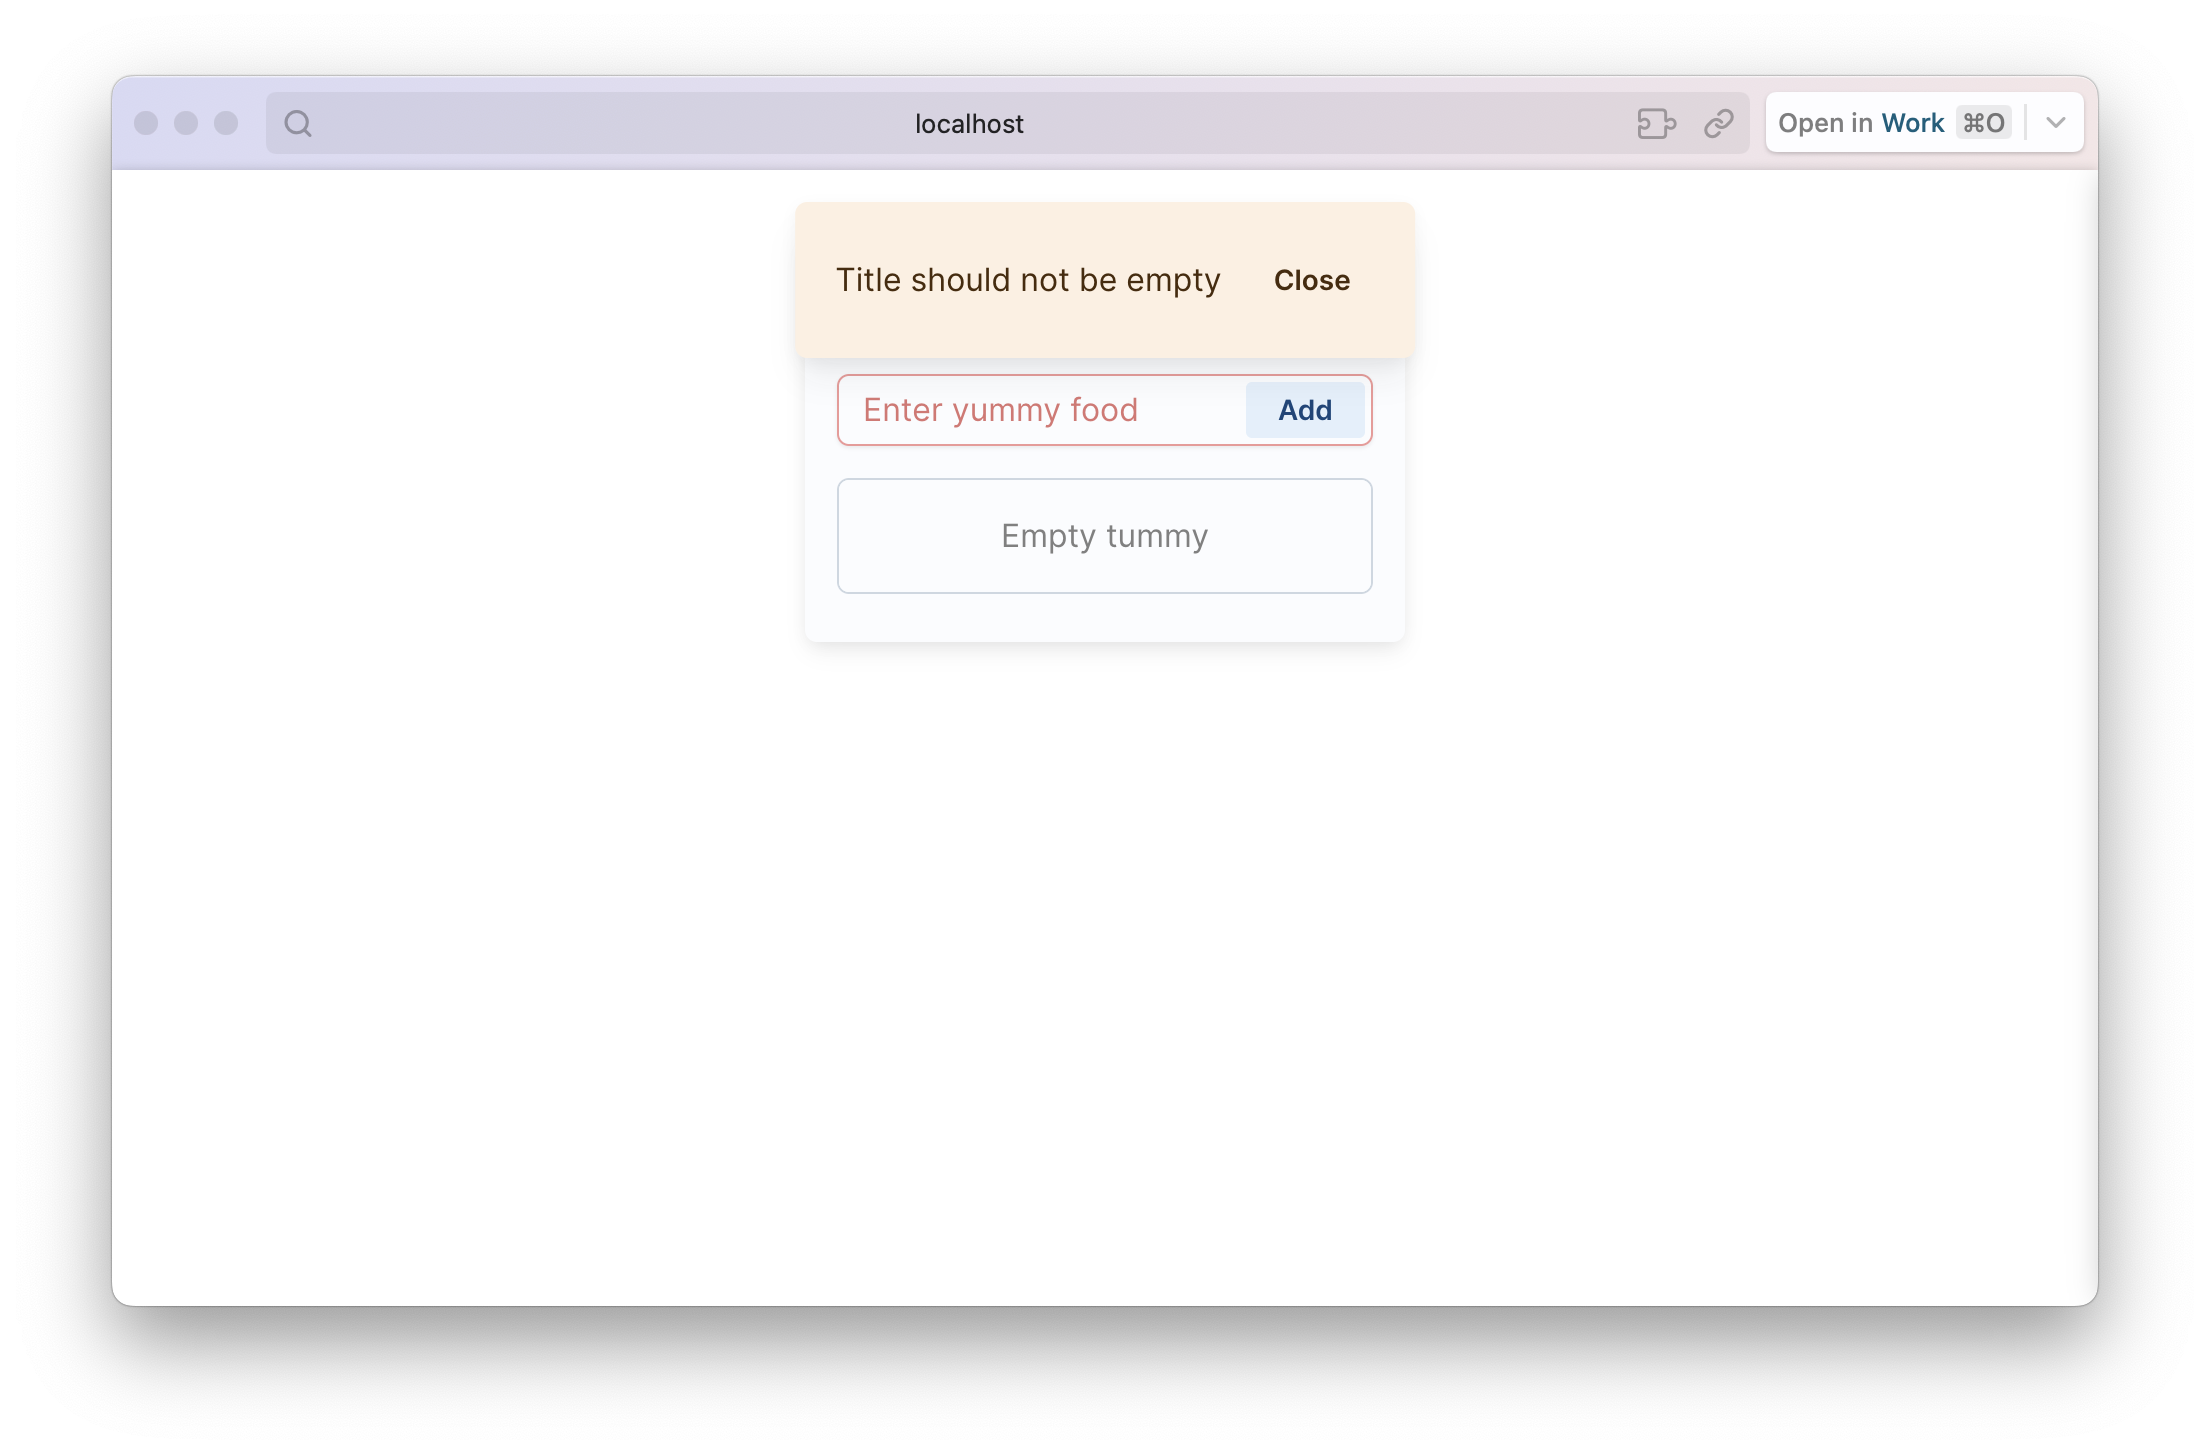 localhost
Open in Work ⌘O
Title should not be empty Close
Enter yummy food Add
Empty tummy